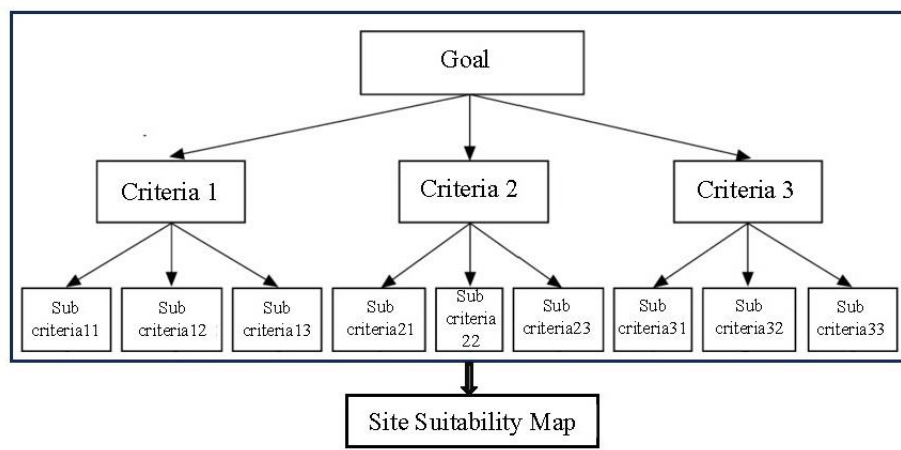 Goal
Criteria 1
Criteria 2
Criteria 3
Sub
criteria11
Sub
criteria12
Sub
criteria13
Sub
criteria21
Sub
criteria
22
Sub
criteria23
Sub
criteria31
Sub
criteria32
Sub
criteria33
Site Suitability Map